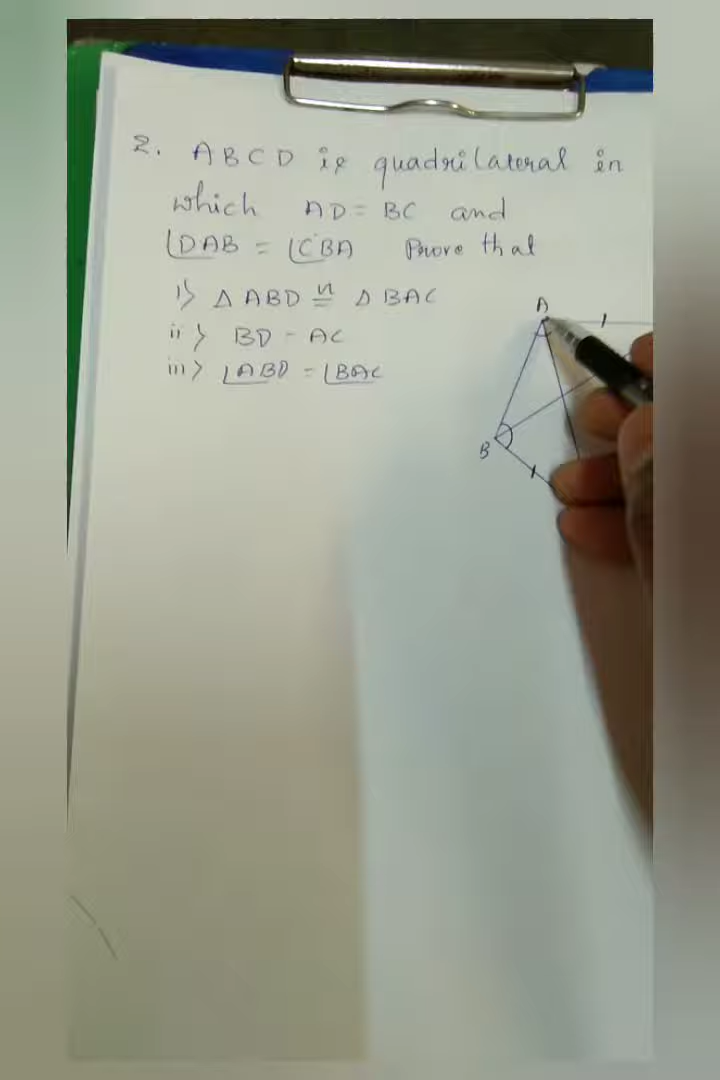 2. ABCD is quadrilateral in
which AD = BC and
∠DAB = ∠CBA Prove that
i> △ABD ≅ △BAC
ii> BD = AC
iii> ∠ABD = ∠BAC
A
B